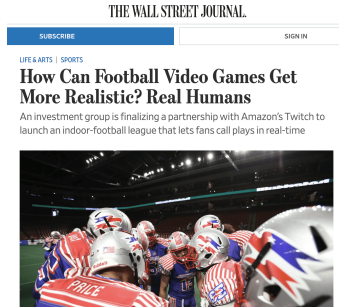 THE WALL STREET JOURNAL.
SUBSCRIBE
SIGN IN
LIFE & ARTS | SPORTS
How Can Football Video Games Get
More Realistic? Real Humans
An investment group is finalizing a partnership with Amazon's Twitch to
launch an indoor-football league that lets fans call plays in real-time
PRICE